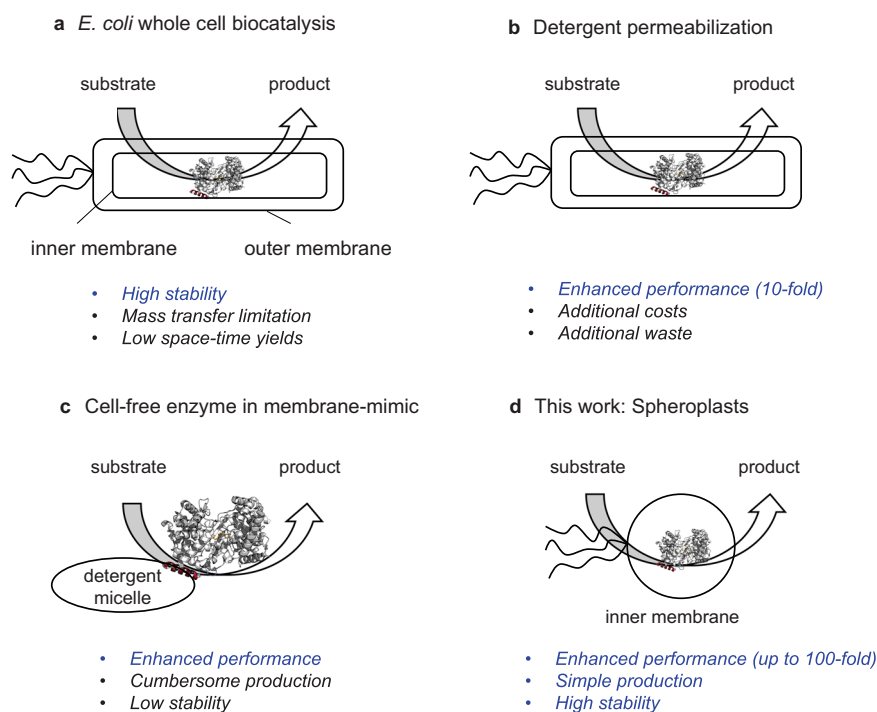 a E. coli whole cell biocatalysis
substrate
product
inner membrane
outer membrane
• High stability
• Mass transfer limitation
• Low space-time yields
b Detergent permeabilization
substrate
product
• Enhanced performance (10-fold)
• Additional costs
• Additional waste
c Cell-free enzyme in membrane-mimic
substrate
product
detergent
micelle
• Enhanced performance
• Cumbersome production
• Low stability
d This work: Spheroplasts
substrate
product
inner membrane
• Enhanced performance (up to 100-fold)
• Simple production
• High stability